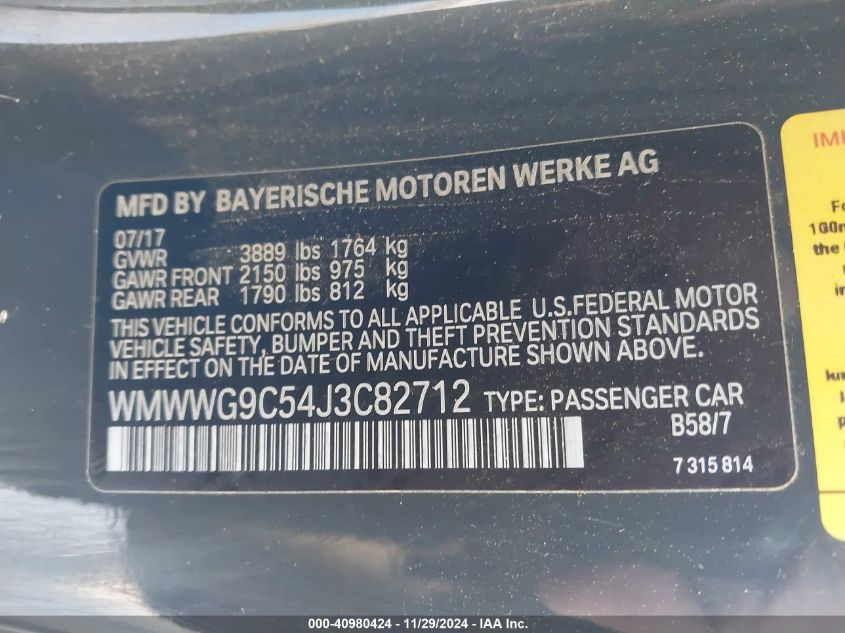 MFD BY BAYERISCHE MOTOREN WERKE AG
07/17
GVWR 3889 lbs 1764 kg
GAWR FRONT 2150 lbs 975 kg
GAWR REAR 1790 lbs 812 kg
THIS VEHICLE CONFORMS TO ALL APPLICABLE U.S.FEDERAL MOTOR
VEHICLE SAFETY, BUMPER AND THEFT PREVENTION STANDARDS
IN EFFECT ON THE DATE OF MANUFACTURE SHOWN ABOVE.
WMWWG9C54J3C82712 TYPE: PASSENGER CAR
B58/7
7 315 814
the
000-40980424 - 11/29/2024 - IAA, Inc.